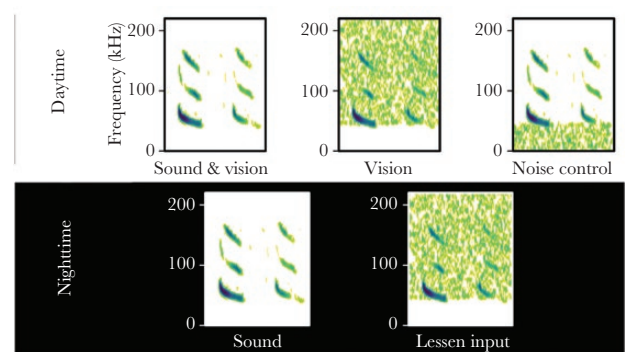 Daytime
Frequency (kHz)
200
100
0
Sound & vision
200
100
0
Vision
200
100
0
Noise control
Nighttime
200
100
0
Sound
200
100
0
Lessen input